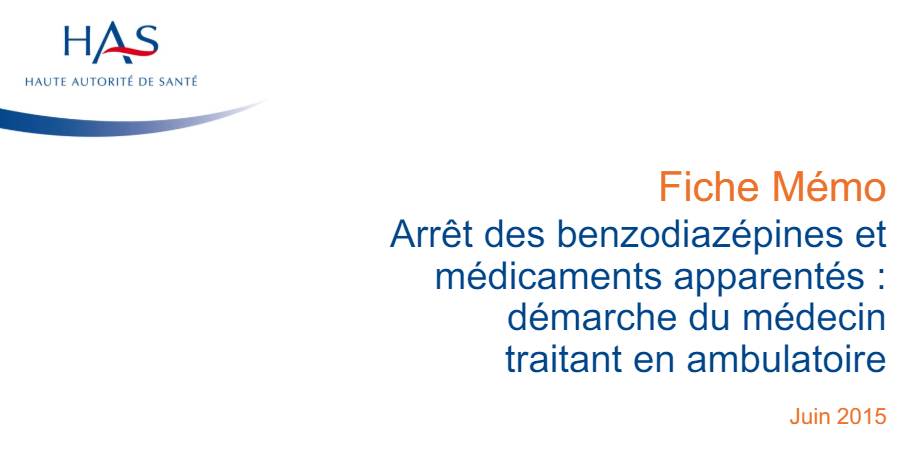 HAS
HAUTE AUTORITÉ DE SANTÉ
Fiche Mémo
Arrêt des benzodiazépines et
médicaments apparentés :
démarche du médecin
traitant en ambulatoire
Juin 2015